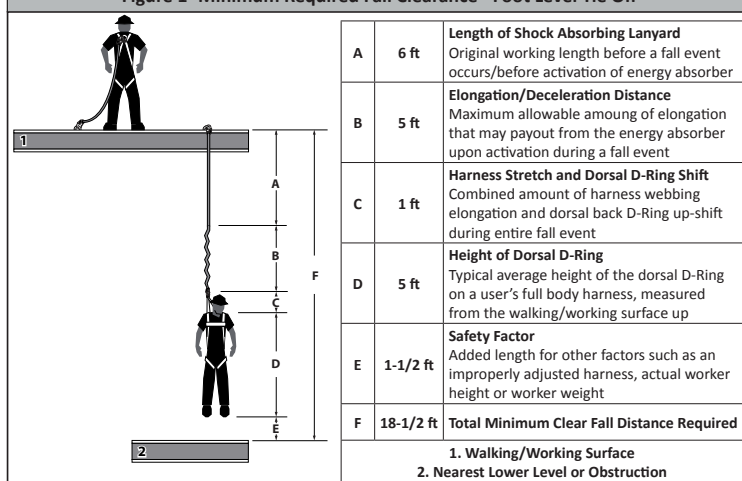 Figure 1- Minimum Required Fall Clearance - Foot Level Tie Off
1
A
B
C
D
E
F
2
A 6 ft Length of Shock Absorbing Lanyard
Original working length before a fall event
occurs/before activation of energy absorber
B 5 ft Elongation/Deceleration Distance
Maximum allowable amoung of elongation
that may payout from the energy absorber
upon activation during a fall event
C 1 ft Harness Stretch and Dorsal D-Ring Shift
Combined amount of harness webbing
elongation and dorsal back D-Ring up-shift
during entire fall event
D 5 ft Height of Dorsal D-Ring
Typical average height of the dorsal D-Ring
on a user's full body harness, measured
from the walking/working surface up
E 1-1/2 ft Safety Factor
Added length for other factors such as an
improperly adjusted harness, actual worker
height or worker weight
F 18-1/2 ft Total Minimum Clear Fall Distance Required
1. Walking/Working Surface
2. Nearest Lower Level or Obstruction